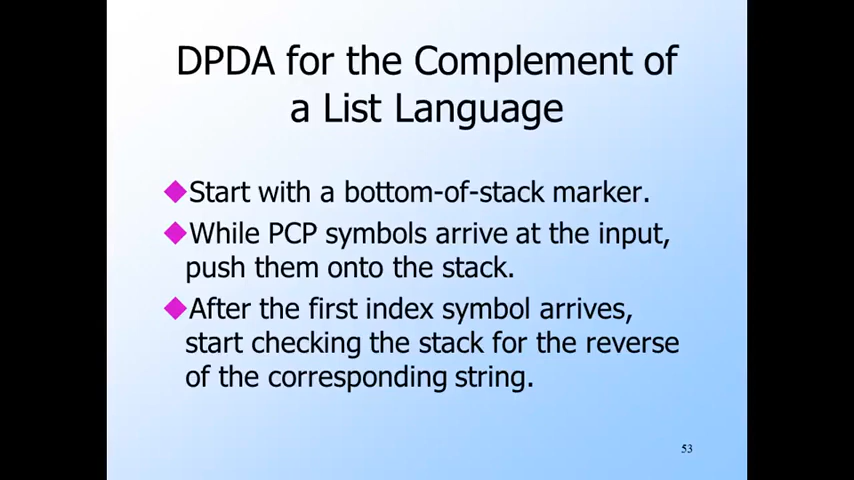 DPDA for the Complement of
a List Language
Start with a bottom-of-stack marker.
While PCP symbols arrive at the input,
push them onto the stack.
After the first index symbol arrives,
start checking the stack for the reverse
of the corresponding string.
53